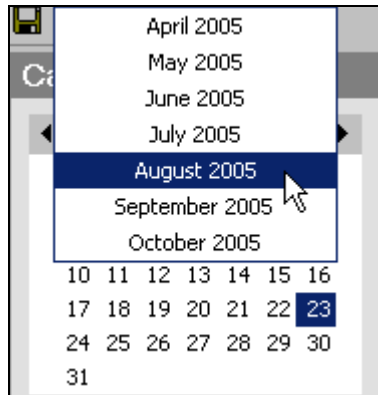 April 2005
May 2005
Ca
June 2005
July 2005
August 2005
September 2005
October 2005
10 11 12 13 14 15 16
17 18 19 20 21 22 23
24 25 26 27 28 29 30
31